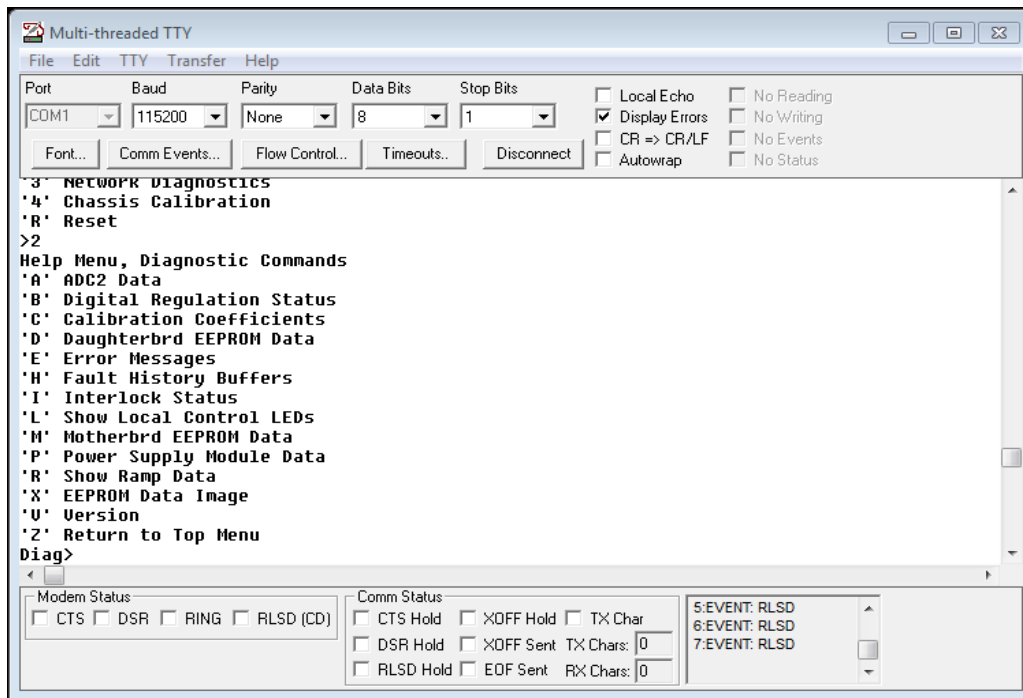 Multi-threaded TTY
File Edit TTY Transfer Help
Port Baud Parity Data Bits Stop Bits
COM1 115200 None 8 1
Local Echo No Reading
Display Errors No Writing
CR => CR/LF No Events
Autowrap No Status
Font... Comm Events... Flow Control... Timeouts.. Disconnect
'3' Network Diagnostics
'4' Chassis Calibration
'R' Reset
>2
Help Menu, Diagnostic Commands
'A' ADC2 Data
'B' Digital Regulation Status
'C' Calibration Coefficients
'D' Daughterbrd EEPROM Data
'E' Error Messages
'H' Fault History Buffers
'I' Interlock Status
'L' Show Local Control LEDs
'M' Motherbrd EEPROM Data
'P' Power Supply Module Data
'R' Show Ramp Data
'X' EEPROM Data Image
'V' Version
'Z' Return to Top Menu
Diag>
Modem Status
CTS DSR RING RLSD (CD)
Comm Status
CTS Hold XOFF Hold TX Char
DSR Hold XOFF Sent TX Chars: 0
RLSD Hold EOF Sent RX Chars: 0
5:EVENT: RLSD
6:EVENT: RLSD
7:EVENT: RLSD